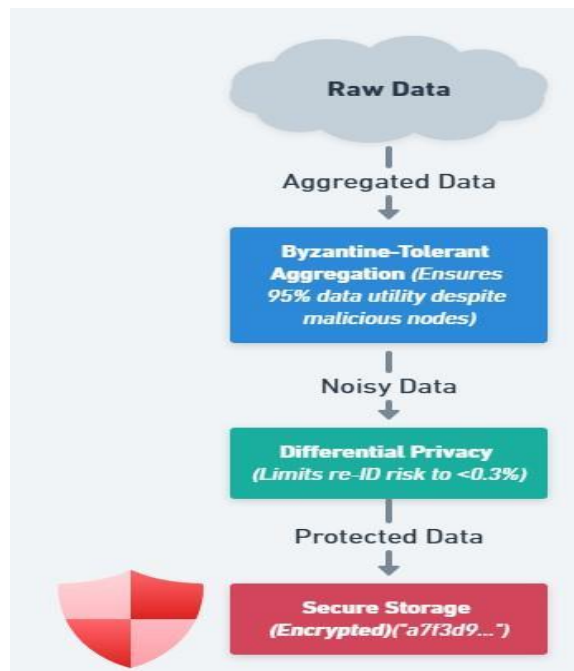 Raw Data
Aggregated Data
Byzantine-Tolerant
Aggregation (Ensures
95% data utility despite
malicious nodes)
Noisy Data
Differential Privacy
(Limits re-ID risk to <0.3%)
Protected Data
Secure Storage
(Encrypted)("a7f3d9...")